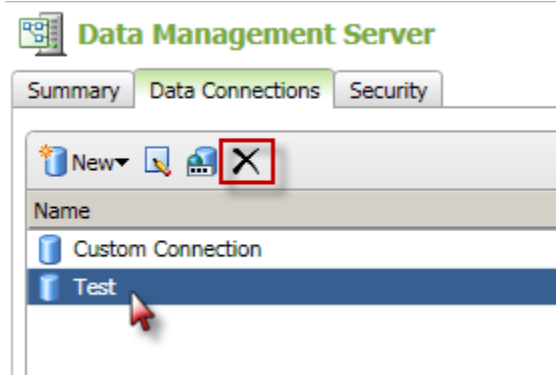 Data Management Server
Summary Data Connections Security
New
Name
Custom Connection
Test